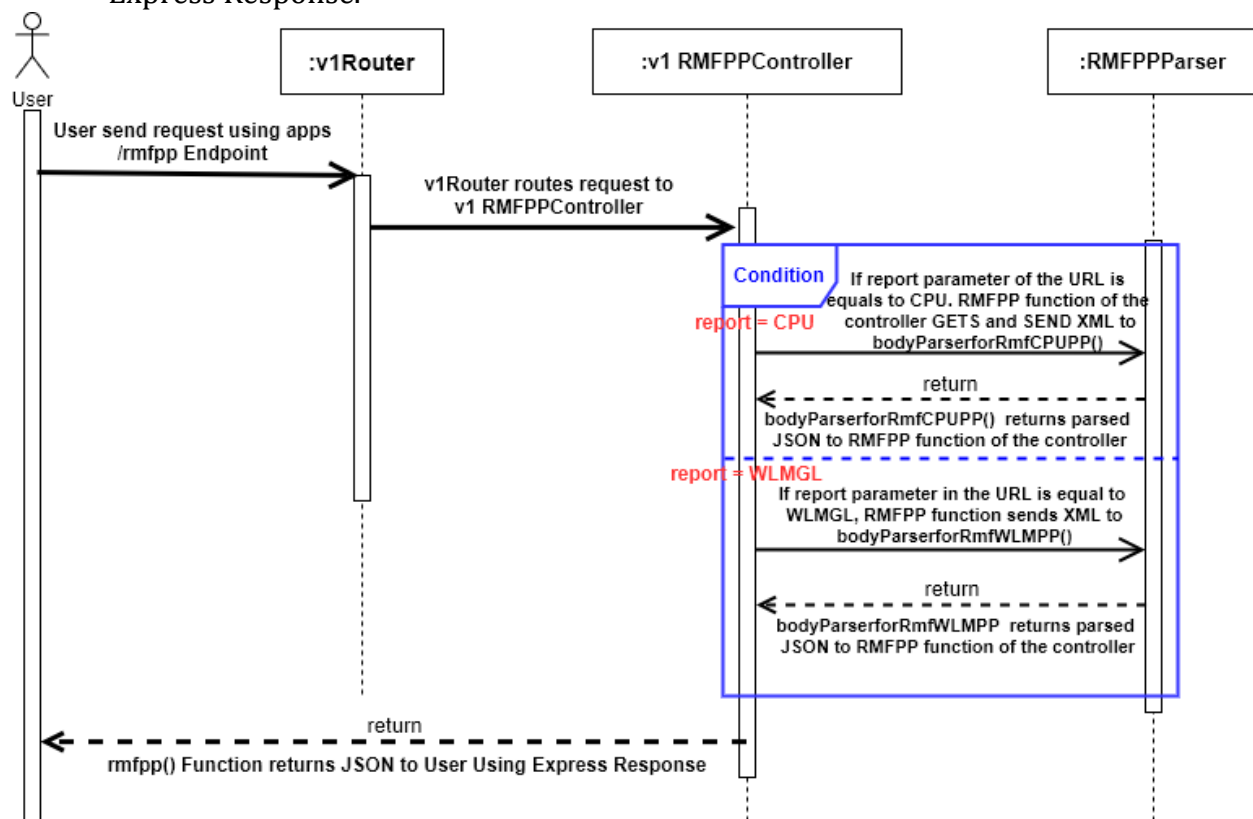 Express Response.
:v1Router
:v1 RMFPPController
:RMFPPParser
User
User send request using apps
/rmfpp Endpoint
v1Router routes request to
v1 RMFPPController
Condition
If report parameter of the URL is
equals to CPU. RMFPP function of the
controller GETS and SEND XML to
bodyParserforRmfCPUPP()
report = CPU
return
bodyParserforRmfCPUPP() returns parsed
JSON to RMFPP function of the controller
report = WLMGL
If report parameter in the URL is equal to
WLMGL, RMFPP function sends XML to
bodyParserforRmfWLMPP()
return
bodyParserforRmfWLMPP returns parsed
JSON to RMFPP function of the controller
return
rmfpp() Function returns JSON to User Using Express Response